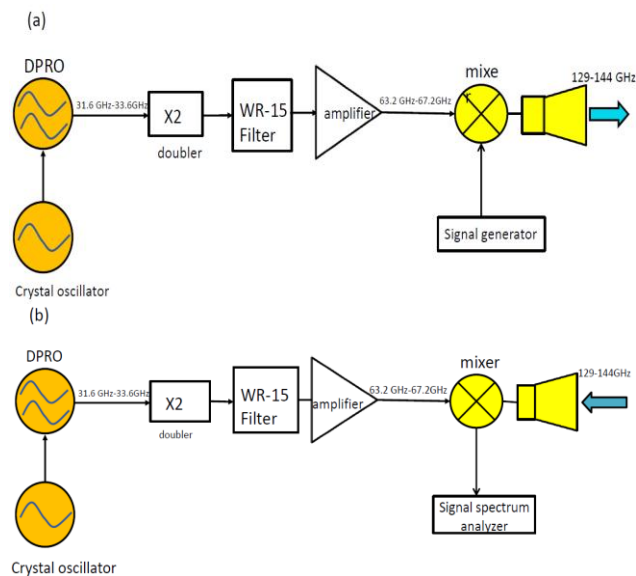 (a)
DPRO
mixe
r
129-144 GHz
31.6 GHz-33.6GHz
63.2 GHz-67.2GHz
X2
WR-15
Filter
amplifier
doubler
Signal generator
Crystal oscillator
(b)
DPRO
mixer
129-144GHz
31.6 GHz-33.6GHz
63.2 GHz-67.2GHz
X2
WR-15
Filter
amplifier
doubler
Signal spectrum
analyzer
Crystal oscillator